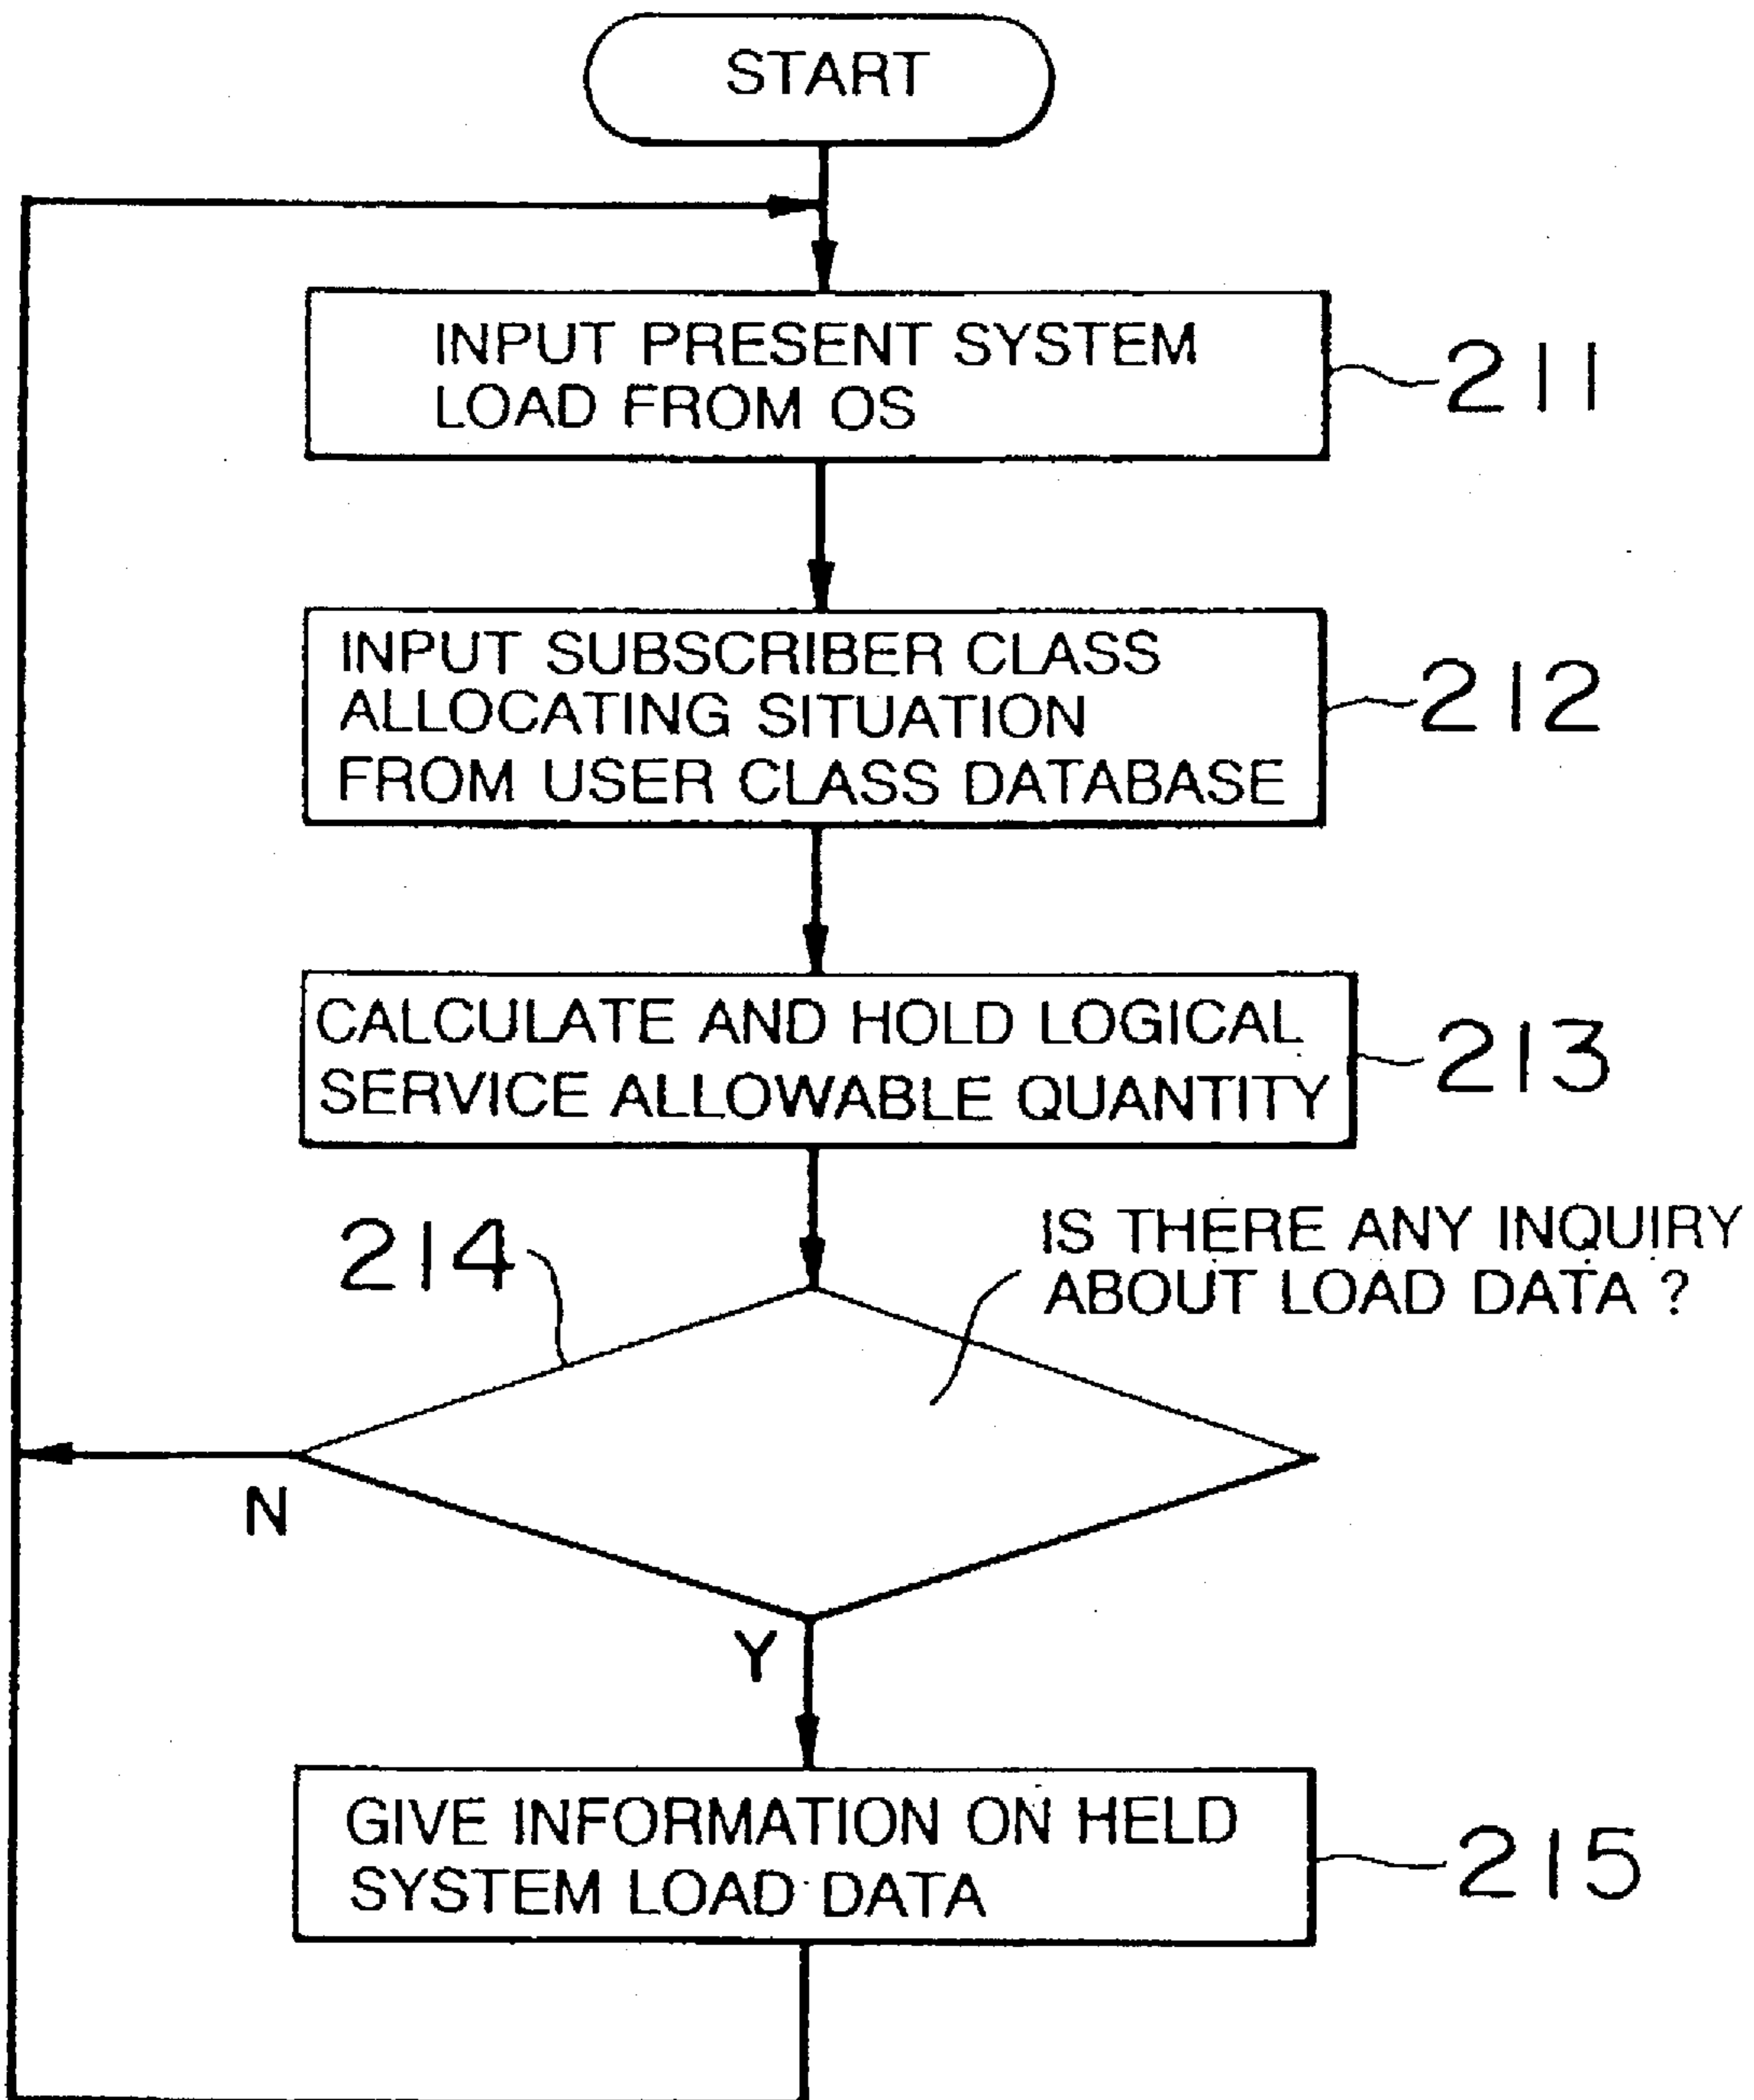 START
INPUT PRESENT SYSTEM
LOAD FROM OS
211
INPUT SUBSCRIBER CLASS
ALLOCATING SITUATION
FROM USER CLASS DATABASE
212
CALCULATE AND HOLD LOGICAL
SERVICE ALLOWABLE QUANTITY
213
214
IS THERE ANY INQUIRY
ABOUT LOAD DATA ?
N
Y
GIVE INFORMATION ON HELD
SYSTEM LOAD DATA
215